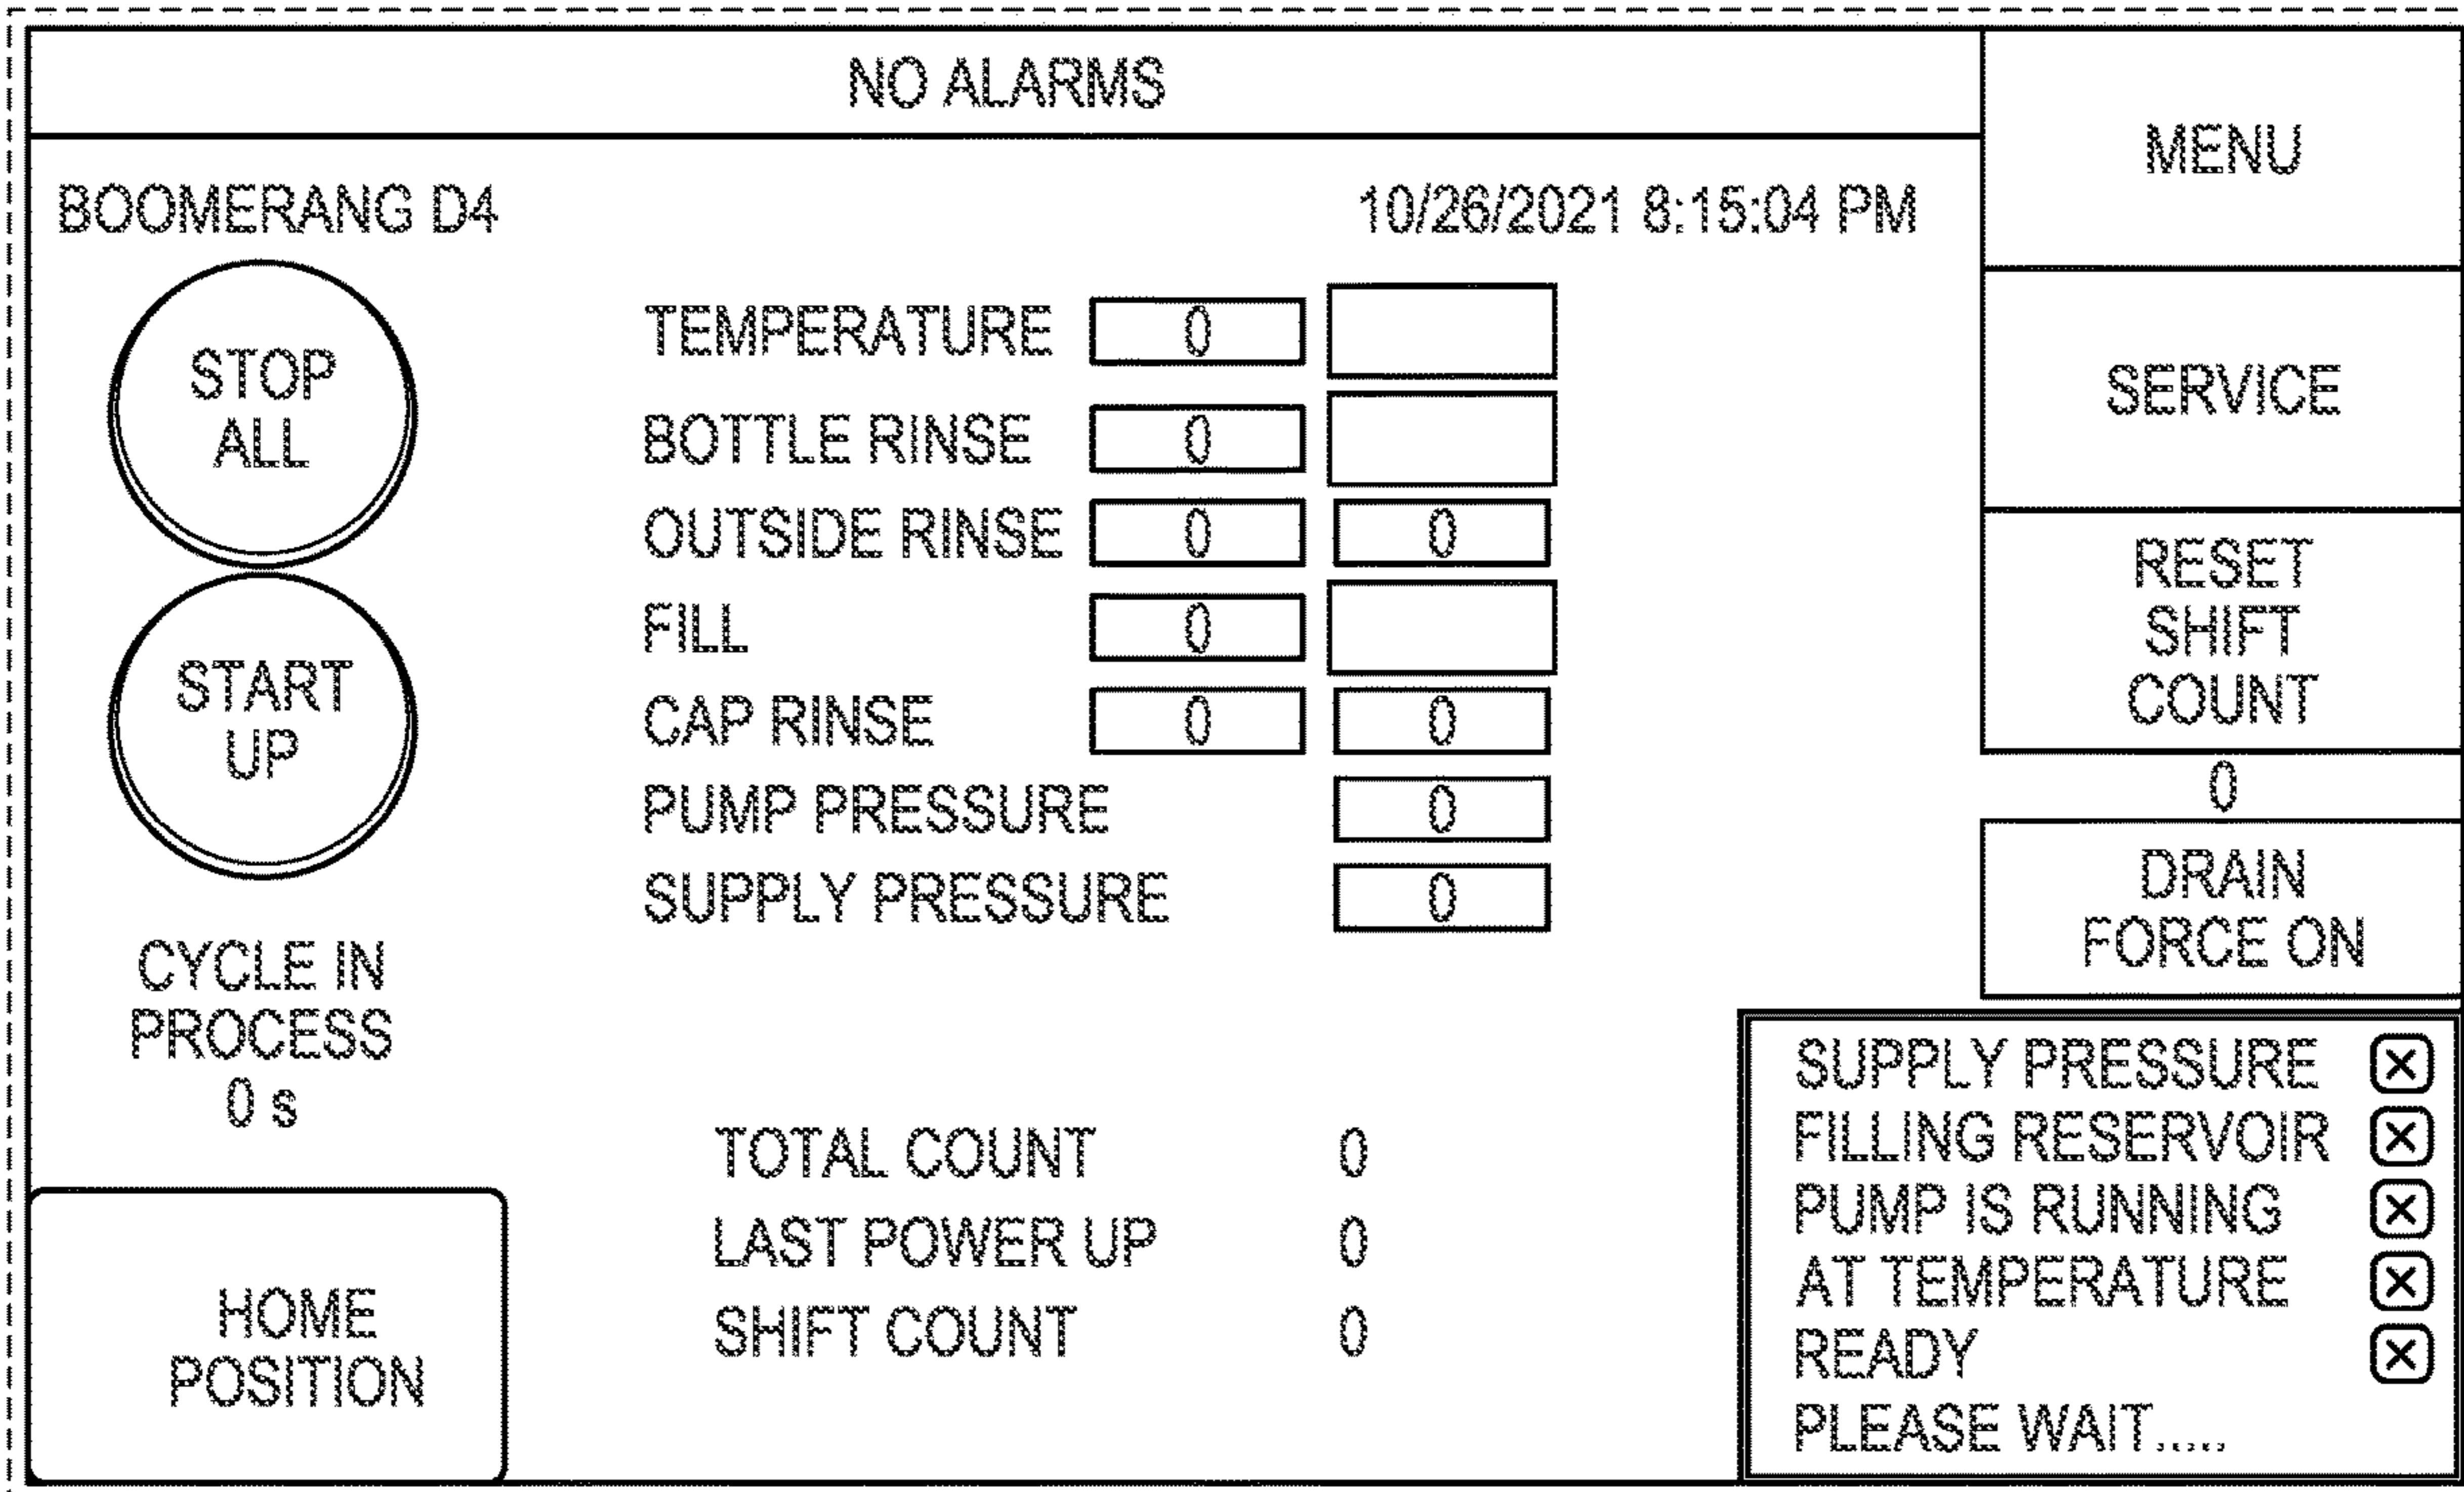 NO ALARMS
MENU
BOOMERANG D4
10/26/2021 8:15:04 PM
STOP
ALL
START
UP
CYCLE IN
PROCESS
0 s
HOME
POSITION
TEMPERATURE 0
BOTTLE RINSE 0
OUTSIDE RINSE 0 0
FILL 0
CAP RINSE 0 0
PUMP PRESSURE 0
SUPPLY PRESSURE 0
TOTAL COUNT 0
LAST POWER UP 0
SHIFT COUNT 0
SERVICE
RESET
SHIFT
COUNT
0
DRAIN
FORCE ON
SUPPLY PRESSURE
FILLING RESERVOIR
PUMP IS RUNNING
AT TEMPERATURE
READY
PLEASE WAIT.....